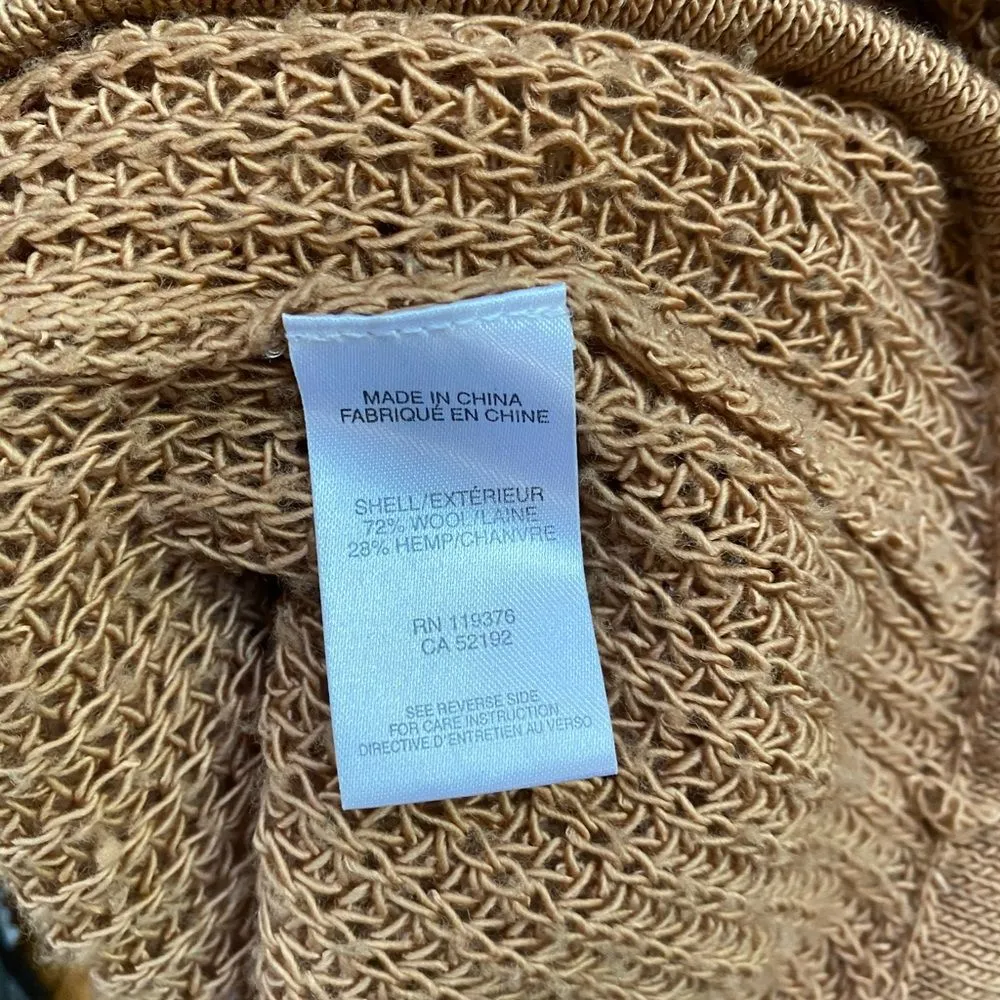 MADE IN CHINA
FABRIQUÉ EN CHINE
SHELL/EXTÉRIEUR
72% WOOL/LAINE
28% HEMP/CHANVRE
RN 119376
CA 52192
SEE REVERSE SIDE
FOR CARE INSTRUCTION
DIRECTIVE D'ENTRETIEN AU VERSO